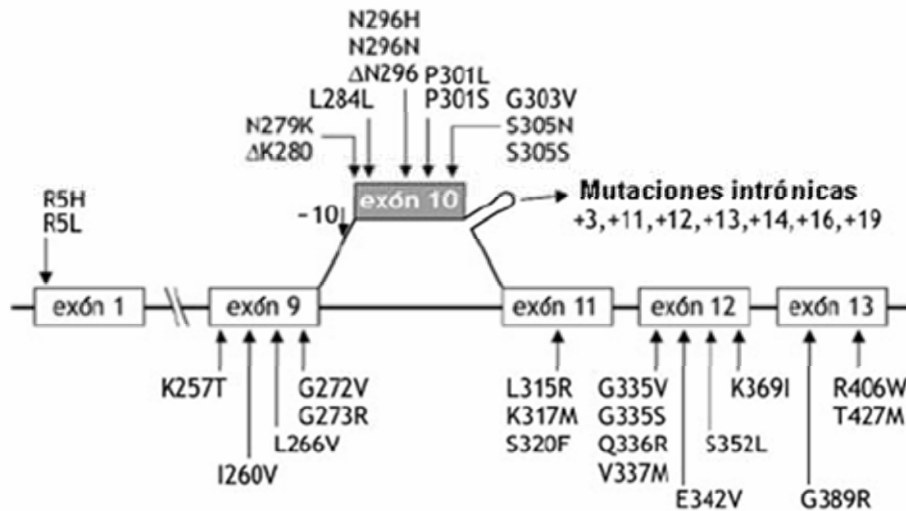 N296H
N296N
ΔN296
P301L
L284L
P301S
G303V
N279K
S305N
ΔK280
S305S
exón 10
Mutaciones intrónicas
+3,+11,+12,+13,+14,+16,+19
R5H
R5L
-10
exón 1
exón 9
exón 11
exón 12
exón 13
K257T
G272V
G273R
L266V
I260V
L315R
K317M
S320F
G335V
G335S
Q336R
V337M
K369I
S352L
E342V
R406W
T427M
G389R